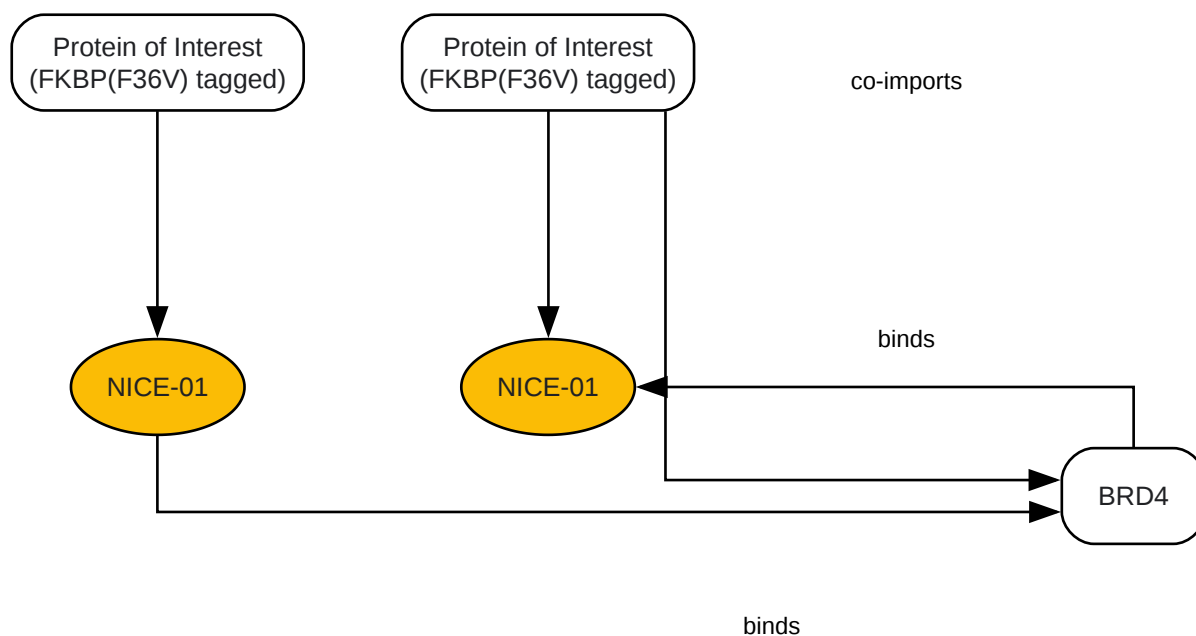 Protein of Interest
(FKBP(F36V) tagged)
Protein of Interest
(FKBP(F36V) tagged)
co-imports
binds
NICE-01
NICE-01
BRD4
binds